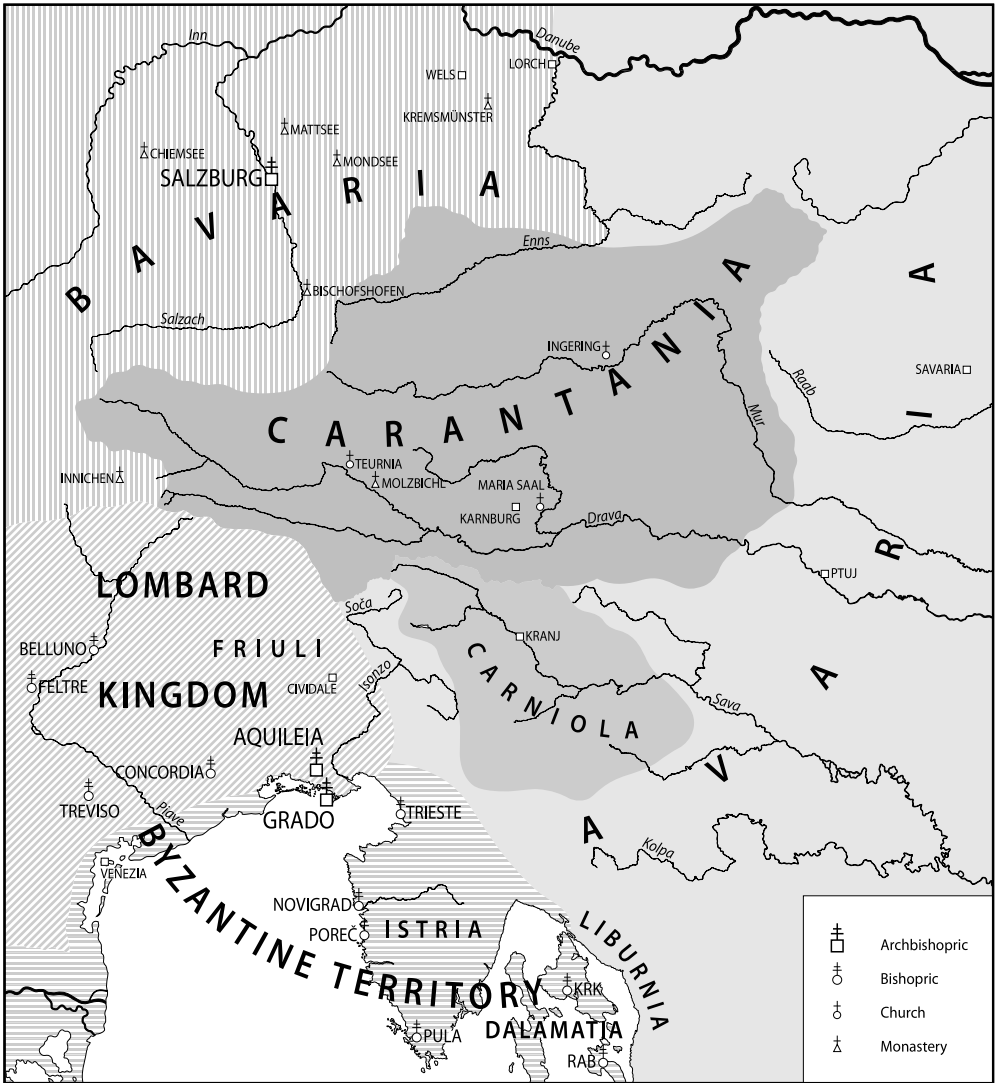 Inn
Danube
WELS
LORCH
KREMSMÜNSTER
MATTSEE
CHIEMSEE
MONDSEE
SALZBURG
BAVARIA
Enns
BISCHOFSHOFEN
Salzach
INGERING
CARANTANIA
Raab
SAVARIA
Mur
TEURNIA
INNICHEN
MOLZBICHL
MARIA SAAL
KARNBURG
Drava
AVARIA
PTUJ
LOMBARD
Soča
KRANJ
BELLUNO
FRIULI
FELTRE
KINGDOM
CIVIDALE
Isonzo
CARNIOLA
Sava
AQUILEIA
CONCORDIA
TREVISO
Piave
GRADO
TRIESTE
Kolpa
VENEZIA
BYZANTINE TERRITORY
NOVIGRAD
POREČ
ISTRIA
LIBURNIA
KRK
PULA
DALAMATIA
RAB
Archbishopric
Bishopric
Church
Monastery